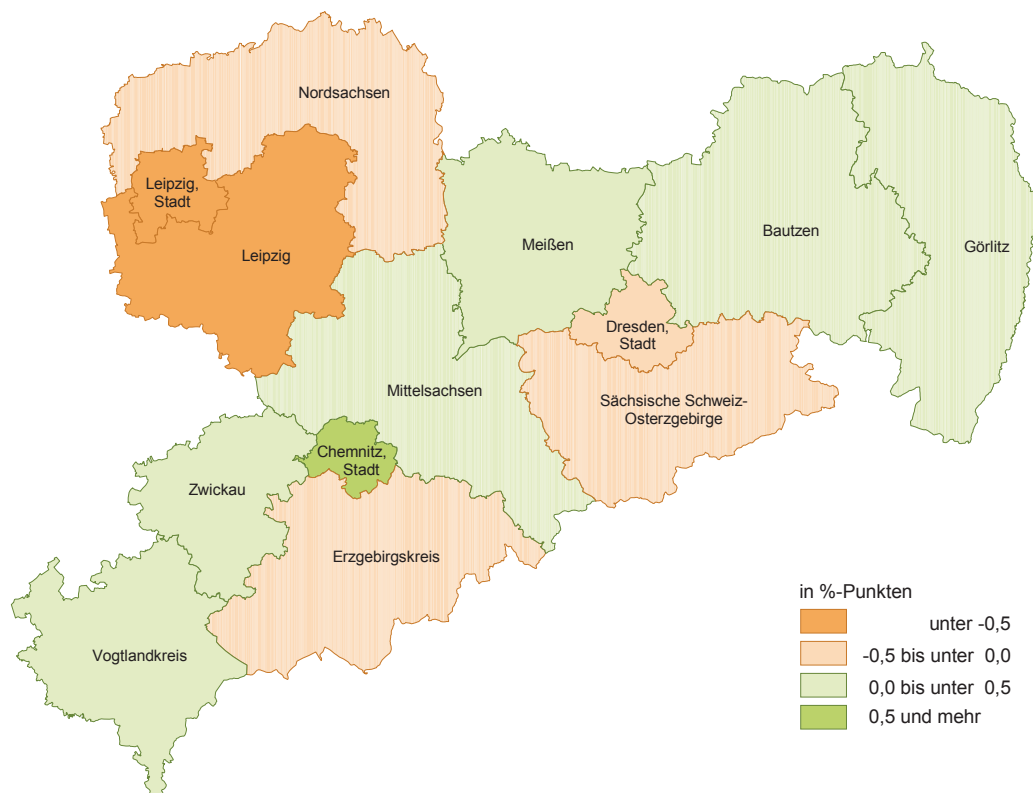 Nordsachsen
Leipzig,
Stadt
Leipzig
Meißen
Bautzen
Görlitz
Dresden,
Stadt
Mittelsachsen
Sächsische Schweiz-
Osterzgebirge
Chemnitz,
Stadt
Zwickau
Erzgebirgskreis
Vogtlandkreis
in %-Punkten
unter -0,5
-0,5 bis unter 0,0
0,0 bis unter 0,5
0,5 und mehr